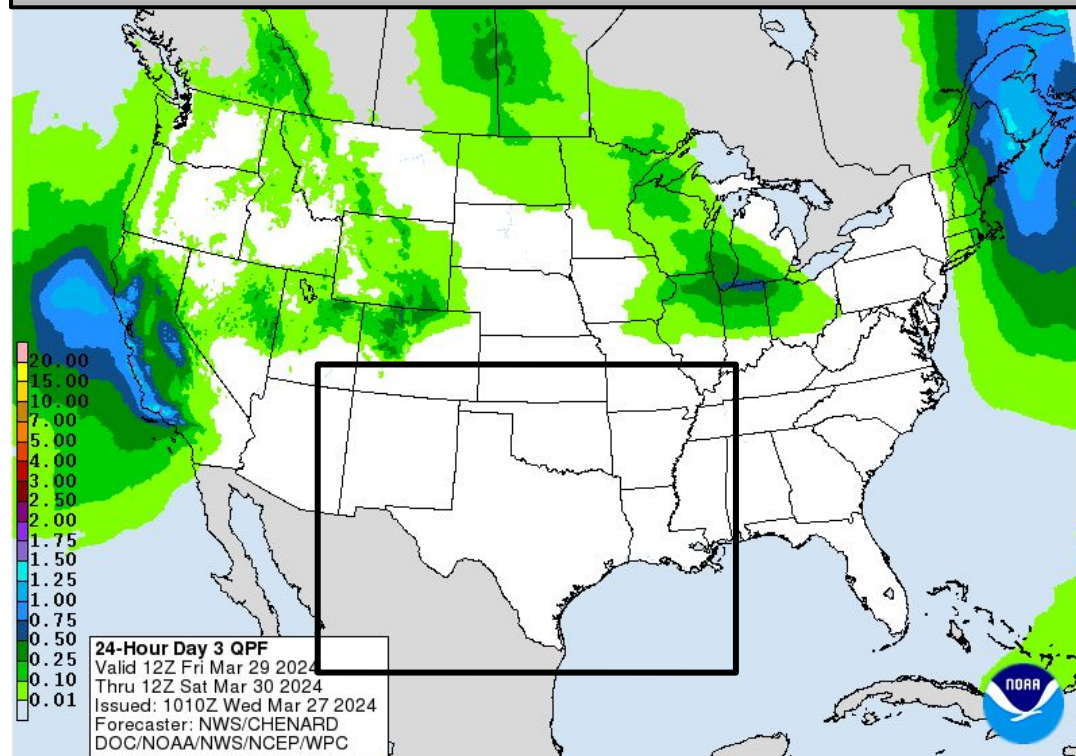 20.00
15.00
10.00
7.00
5.00
4.00
3.00
2.50
2.00
1.75
1.50
1.25
1.00
0.75
0.50
0.25
0.10
0.01
24-Hour Day 3 QPF
Valid 12Z Fri Mar 29 2024
Thru 12Z Sat Mar 30 2024
Issued: 1010Z Wed Mar 27 2024
Forecaster: NWS/CHENARD
DOC/NOAA/NWS/NCEP/WPC
NOAA